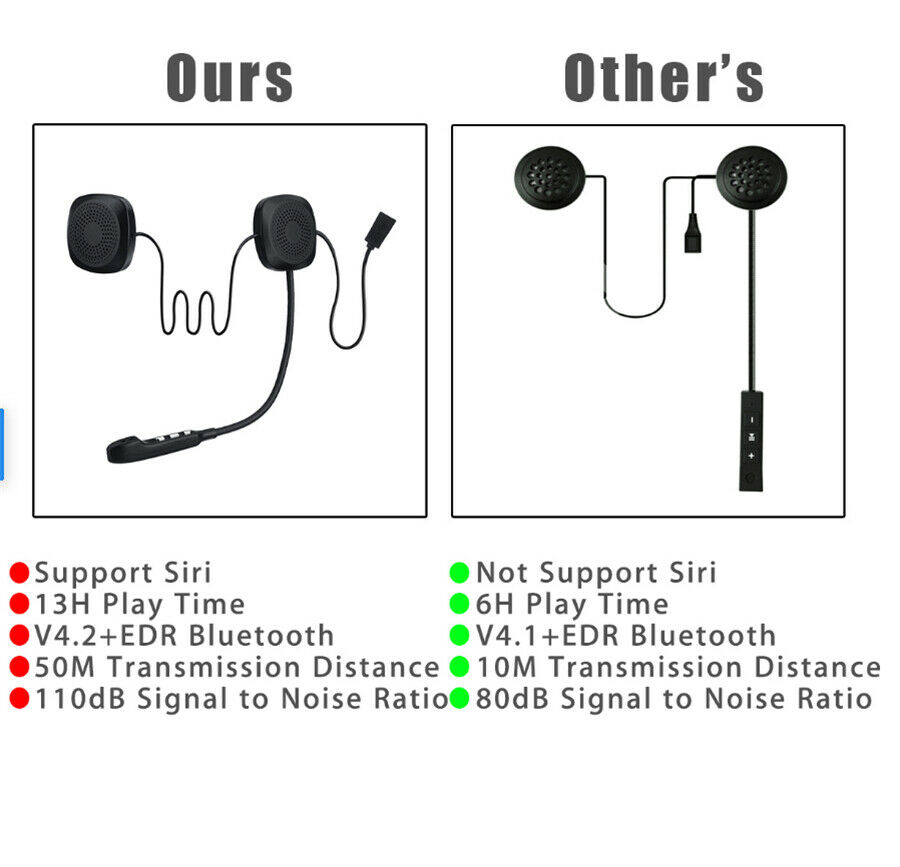 Ours
Other's
Support Siri
13H Play Time
V4.2+EDR Bluetooth
50M Transmission Distance
110dB Signal to Noise Ratio
Not Support Siri
6H Play Time
V4.1+EDR Bluetooth
10M Transmission Distance
80dB Signal to Noise Ratio